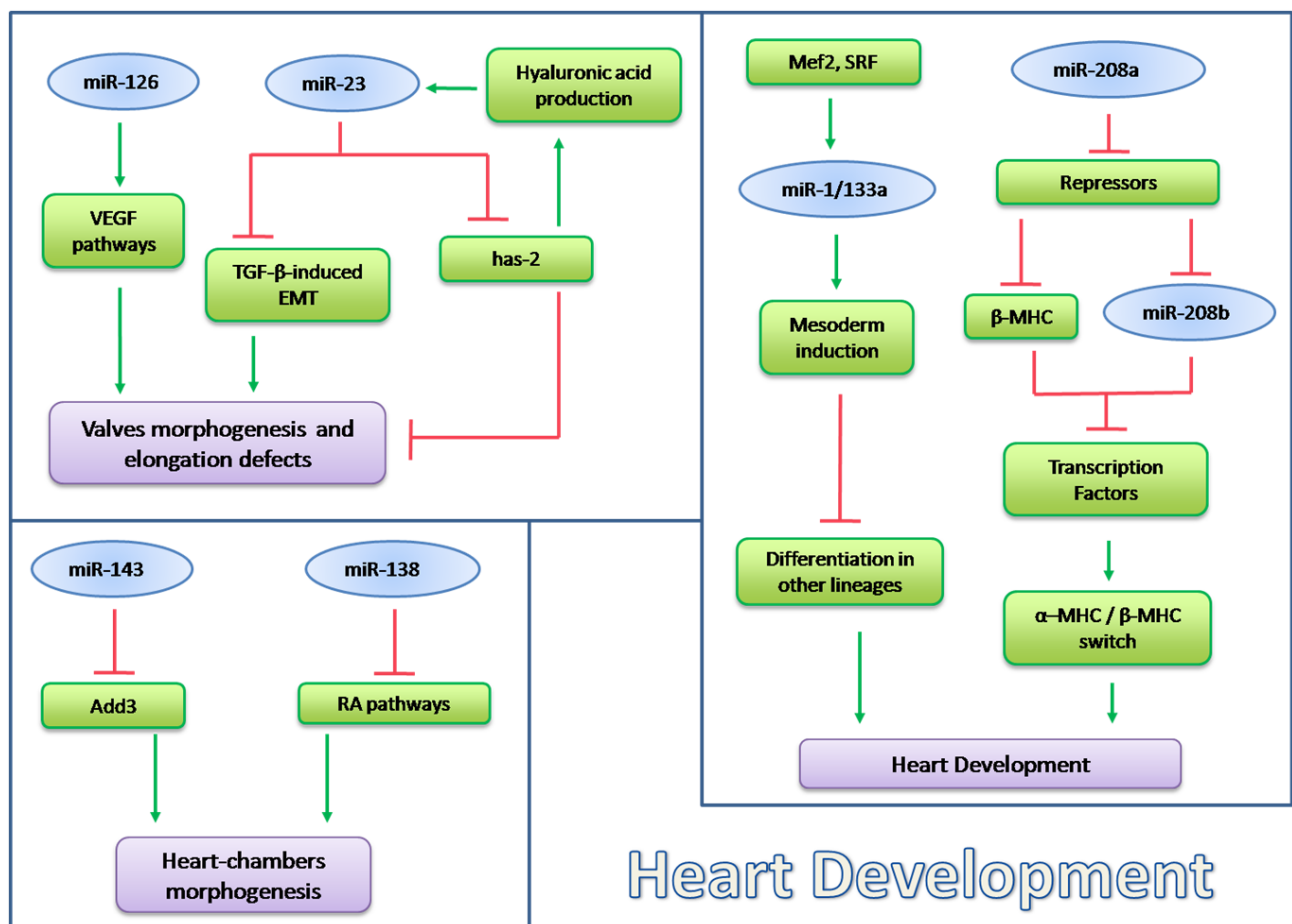 miR-126
miR-23
Hyaluronic acid
production
VEGF
pathways
TGF-β-induced
EMT
has-2
Valves morphogenesis and
elongation defects
miR-143
miR-138
Add3
RA pathways
Heart-chambers
morphogenesis
Mef2, SRF
miR-208a
miR-1/133a
Repressors
Mesoderm
induction
β-MHC
miR-208b
Transcription
Factors
Differentiation in
other lineages
α–MHC / β-MHC
switch
Heart Development
Heart Development